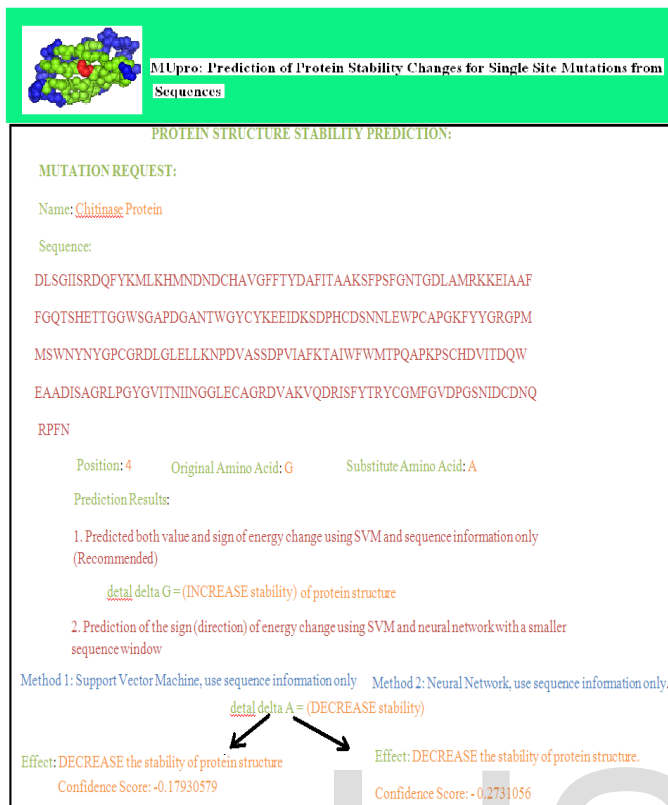 MUpro: Prediction of Protein Stability Changes for Single Site Mutations from
Sequences
PROTEIN STRUCTURE STABILITY PREDICTION:
MUTATION REQUEST:
Name: Chitinase Protein
Sequence:
DLSGIISRDQFYKMLKHMNDNDCHAVGFFTYDAFITAAKSFPSFGNTGDLAMRKKEIAAF
FGQTSHETTGGWSGAPDGANTWGYCYKEEIDKSDPHCDSNNLEWPCAPGKFYYGRGPM
MSWNYNYGPCGRDLGLELLKNPDVASSDPVIAFKTAIWFWMTPQAPKPSCHDVITDQW
EAADISAGRLPGYGVITNIINGGLECAGRDVAKVQDRISFYTRYCGMFGVDPGSNIDCDNQ
RPFN
Position: 4 Original Amino Acid: G Substitute Amino Acid: A
Prediction Results:
1. Predicted both value and sign of energy change using SVM and sequence information only
(Recommended)
detal delta G = (INCREASE stability) of protein structure
2. Prediction of the sign (direction) of energy change using SVM and neural network with a smaller
sequence window
Method 1: Support Vector Machine, use sequence information only. Method 2: Neural Network, use sequence information only.
detal delta A = (DECREASE stability)
Effect: DECREASE the stability of protein structure Effect: DECREASE the stability of protein structure.
Confidence Score: -0.17930579 Confidence Score: - 0.2731056